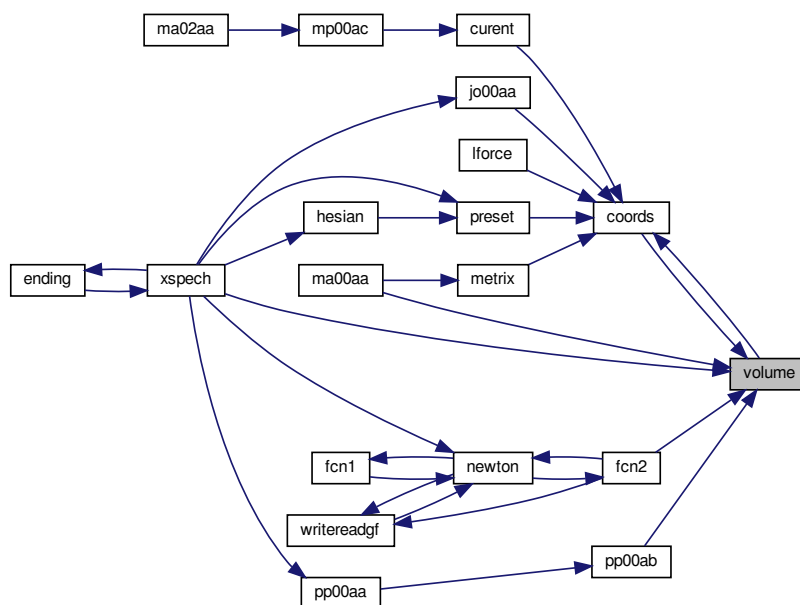 ma02aa
mp00ac
curent
jo00aa
lforce
hesian
preset
coords
ending
xspech
ma00aa
metrix
volume
fcn1
newton
fcn2
writereadgf
pp00ab
pp00aa